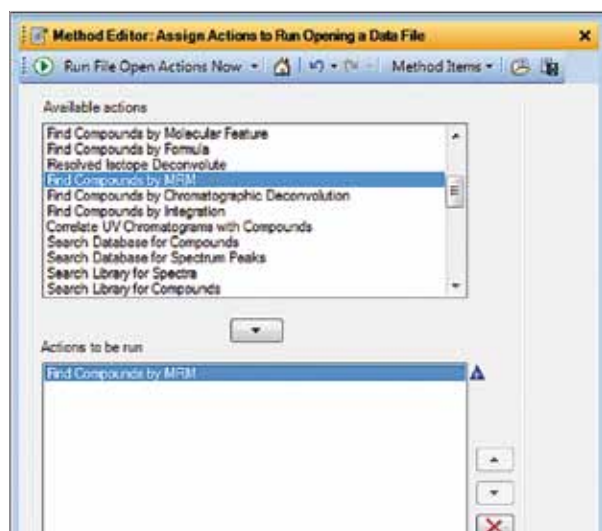 Method Editor: Assign Actions to Run Opening a Data File
Run File Open Actions Now
Method Items
Available actions
Find Compounds by Molecular Feature
Find Compounds by Formula
Resolved Isotope Deconvolute
Find Compounds by MRM
Find Compounds by Chromatographic Deconvolution
Find Compounds by Integration
Correlate UV Chromatograms with Compounds
Search Database for Compounds
Search Database for Spectrum Peaks
Search Library for Spectra
Search Library for Compounds
Actions to be run
Find Compounds by MRM